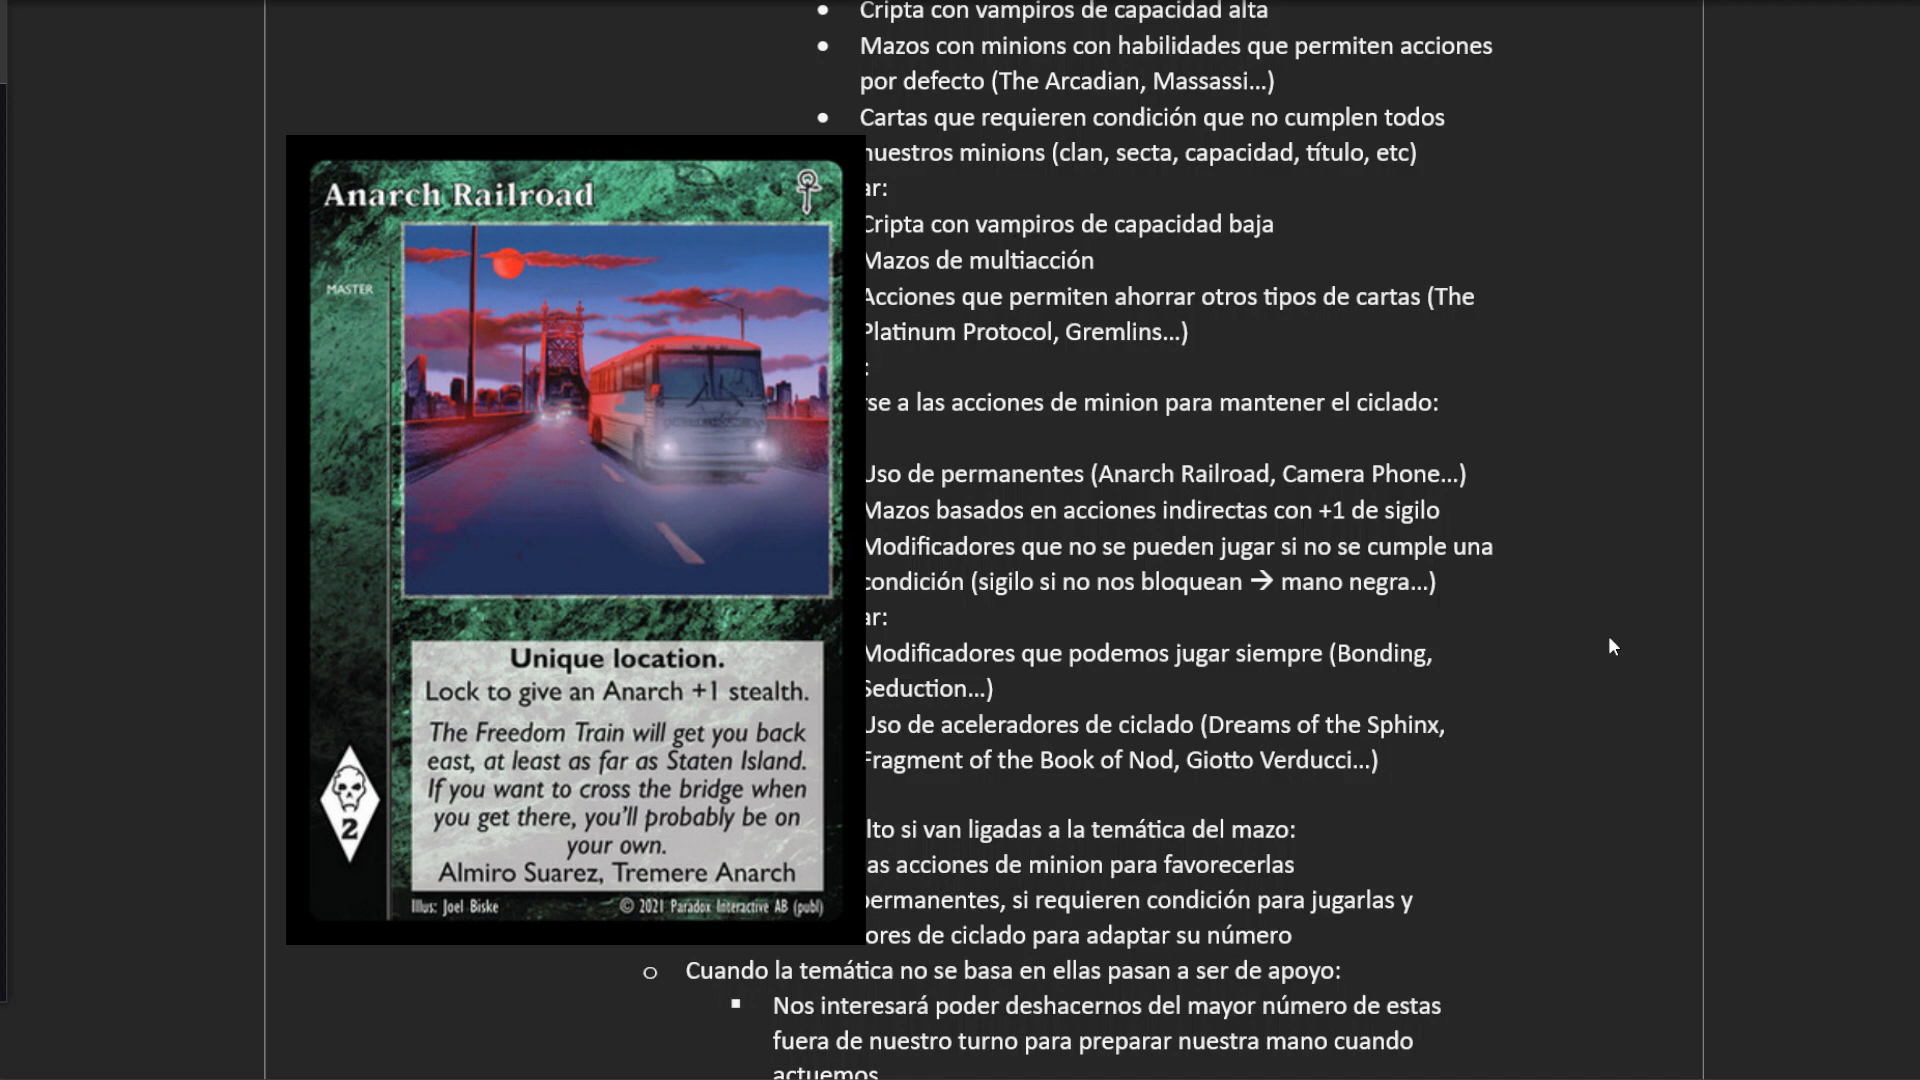 Cripta con vampiros de capacidad alta
Mazos con minions con habilidades que permiten acciones
por defecto (The Arcadian, Massassi...)
Cartas que requieren condición que no cumplen todos
nuestros minions (clan, secta, capacidad, título, etc)
ar:
Cripta con vampiros de capacidad baja
Mazos de multiacción
Acciones que permiten ahorrar otros tipos de cartas (The
Platinum Protocol, Gremlins...)
:
rse a las acciones de minion para mantener el ciclado:
Uso de permanentes (Anarch Railroad, Camera Phone...)
Mazos basados en acciones indirectas con +1 de sigilo
Modificadores que no se pueden jugar si no se cumple una
condición (sigilo si no nos bloquean → mano negra...)
ar:
Modificadores que podemos jugar siempre (Bonding,
Seduction...)
Uso de aceleradores de ciclado (Dreams of the Sphinx,
Fragment of the Book of Nod, Giotto Verducci...)
lto si van ligadas a la temática del mazo:
as acciones de minion para favorecerlas
permanentes, si requieren condición para jugarlas y
ores de ciclado para adaptar su número
o Cuando la temática no se basa en ellas pasan a ser de apoyo:
Nos interesará poder deshacernos del mayor número de estas
fuera de nuestro turno para preparar nuestra mano cuando
actuemos
Anarch Railroad
MASTER
Unique location.
Lock to give an Anarch +1 stealth.
The Freedom Train will get you back
east, at least as far as Staten Island.
If you want to cross the bridge when
you get there, you'll probably be on
your own.
Almiro Suarez, Tremere Anarch
2
Illus: Joel Biske
© 2021 Paradox Interactive AB (publ)